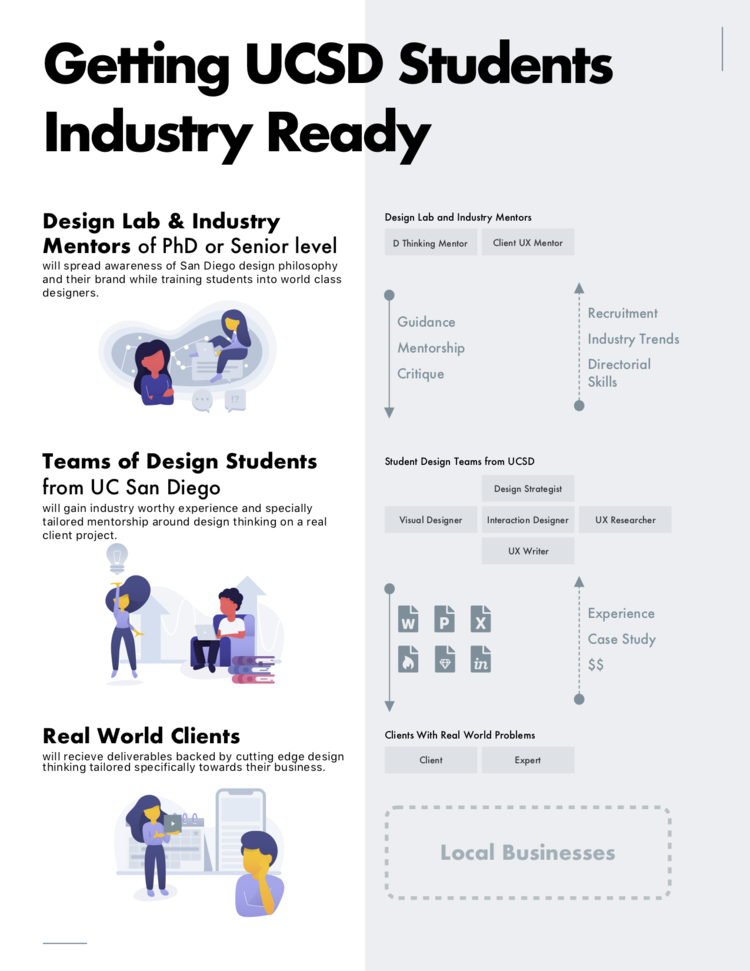 Getting UCSD Students
Industry Ready
Design Lab & Industry
Mentors of PhD or Senior level
will spread awareness of San Diego design philosophy
and their brand while training students into world class
designers.
!?
Design Lab and Industry Mentors
D Thinking Mentor
Client UX Mentor
Guidance
Mentorship
Critique
Recruitment
Industry Trends
Directorial
Skills
Teams of Design Students
from UC San Diego
will gain industry worthy experience and specially
tailored mentorship around design thinking on a real
client project.
Student Design Teams from UCSD
Design Strategist
Visual Designer
Interaction Designer
UX Researcher
UX Writer
W P X
in
Experience
Case Study
$$
Real World Clients
will recieve deliverables backed by cutting edge design
thinking tailored specifically towards their business.
Clients With Real World Problems
Client
Expert
Local Businesses